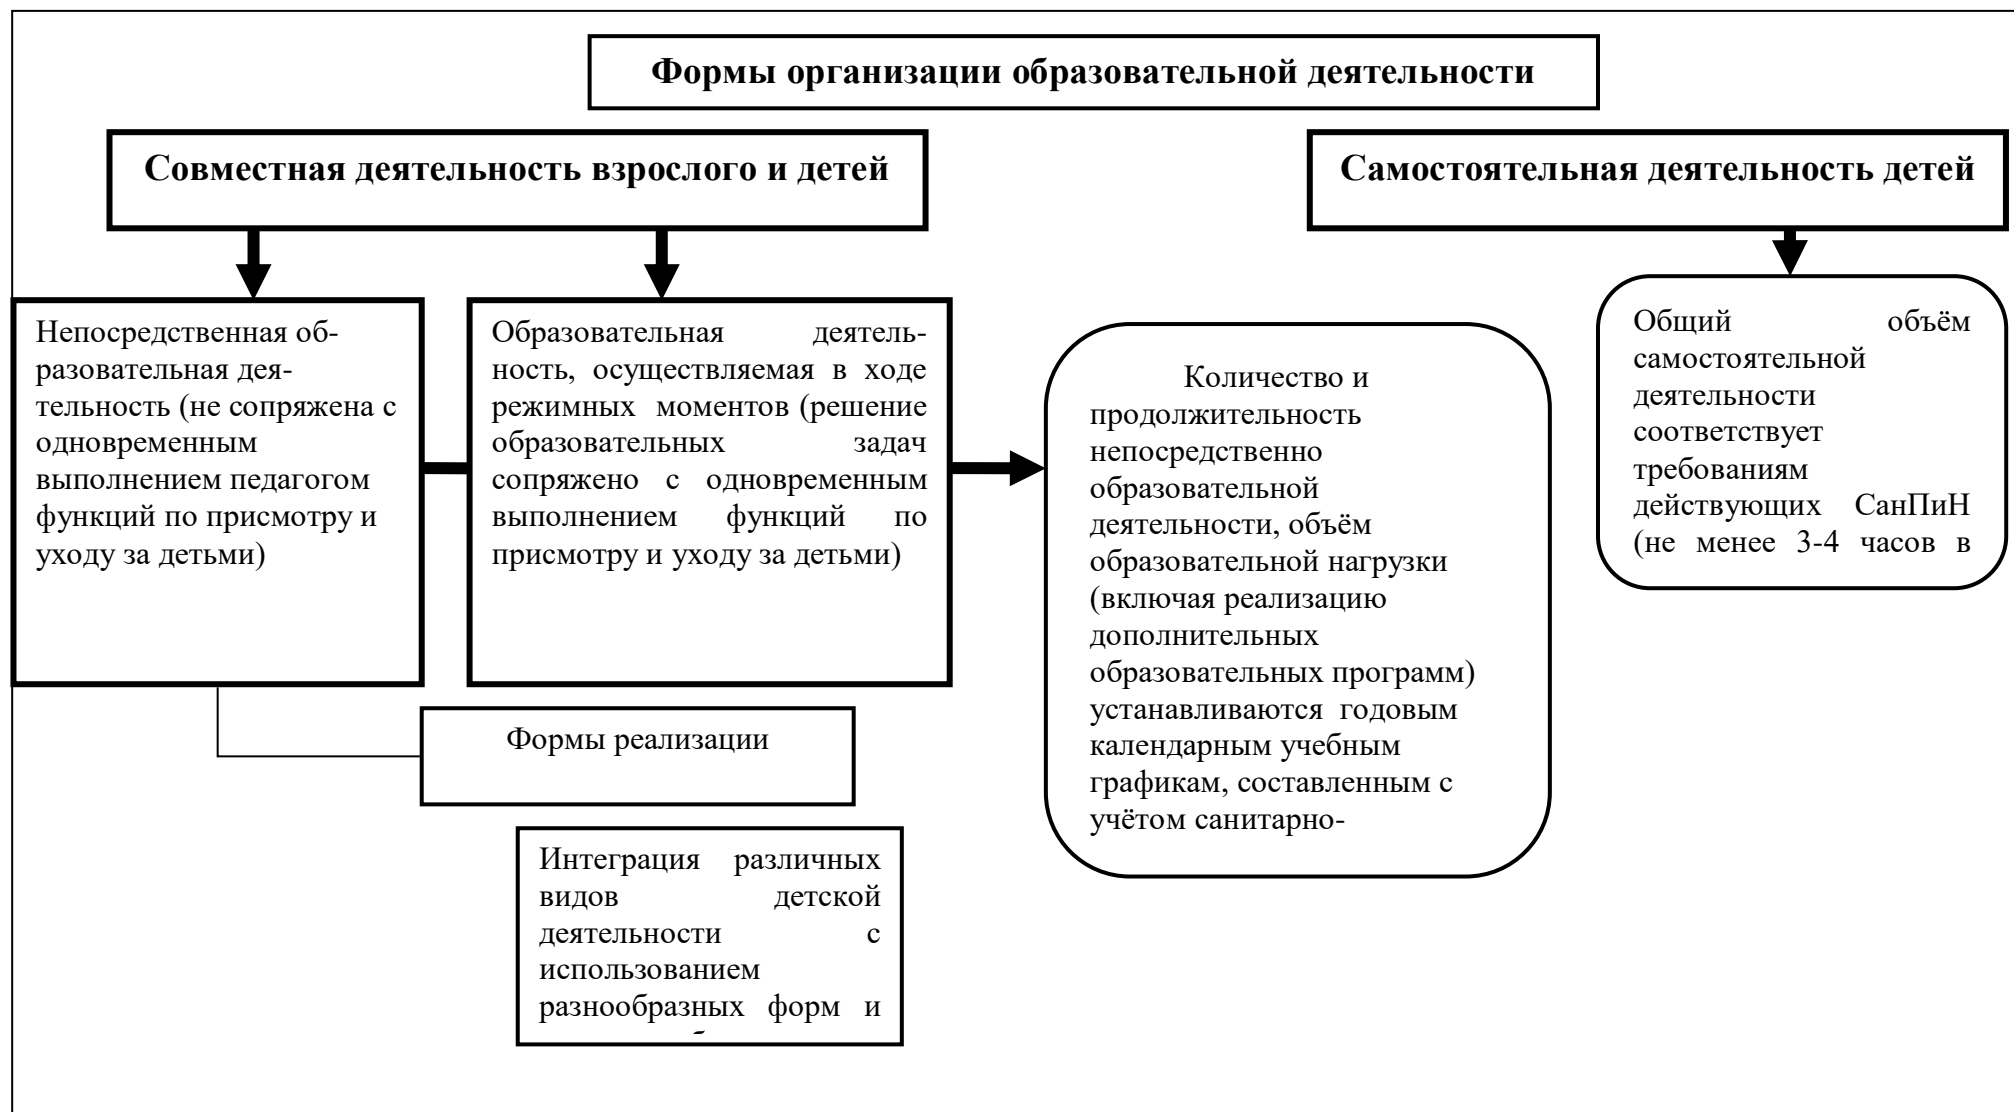 Формы организации образовательной деятельности
Совместная деятельность взрослого и детей
Самостоятельная деятельность детей
Непосредственная об-
разовательная дея-
тельность (не сопряжена с
одновременным
выполнением педагогом
функций по присмотру и
уходу за детьми)
Образовательная деятель-
ность, осуществляемая в ходе
режимных моментов (решение
образовательных задач
сопряжено с одновременным
выполнением функций по
присмотру и уходу за детьми)
Количество и
продолжительность
непосредственно
образовательной
деятельности, объём
образовательной нагрузки
(включая реализацию
дополнительных
образовательных программ)
устанавливаются годовым
календарным учебным
графикам, составленным с
учётом санитарно-
Общий объём
самостоятельной
деятельности
соответствует
требованиям
действующих СанПиН
(не менее 3-4 часов в
Формы реализации
Интеграция различных
видов детской
деятельности с
использованием
разнообразных форм и